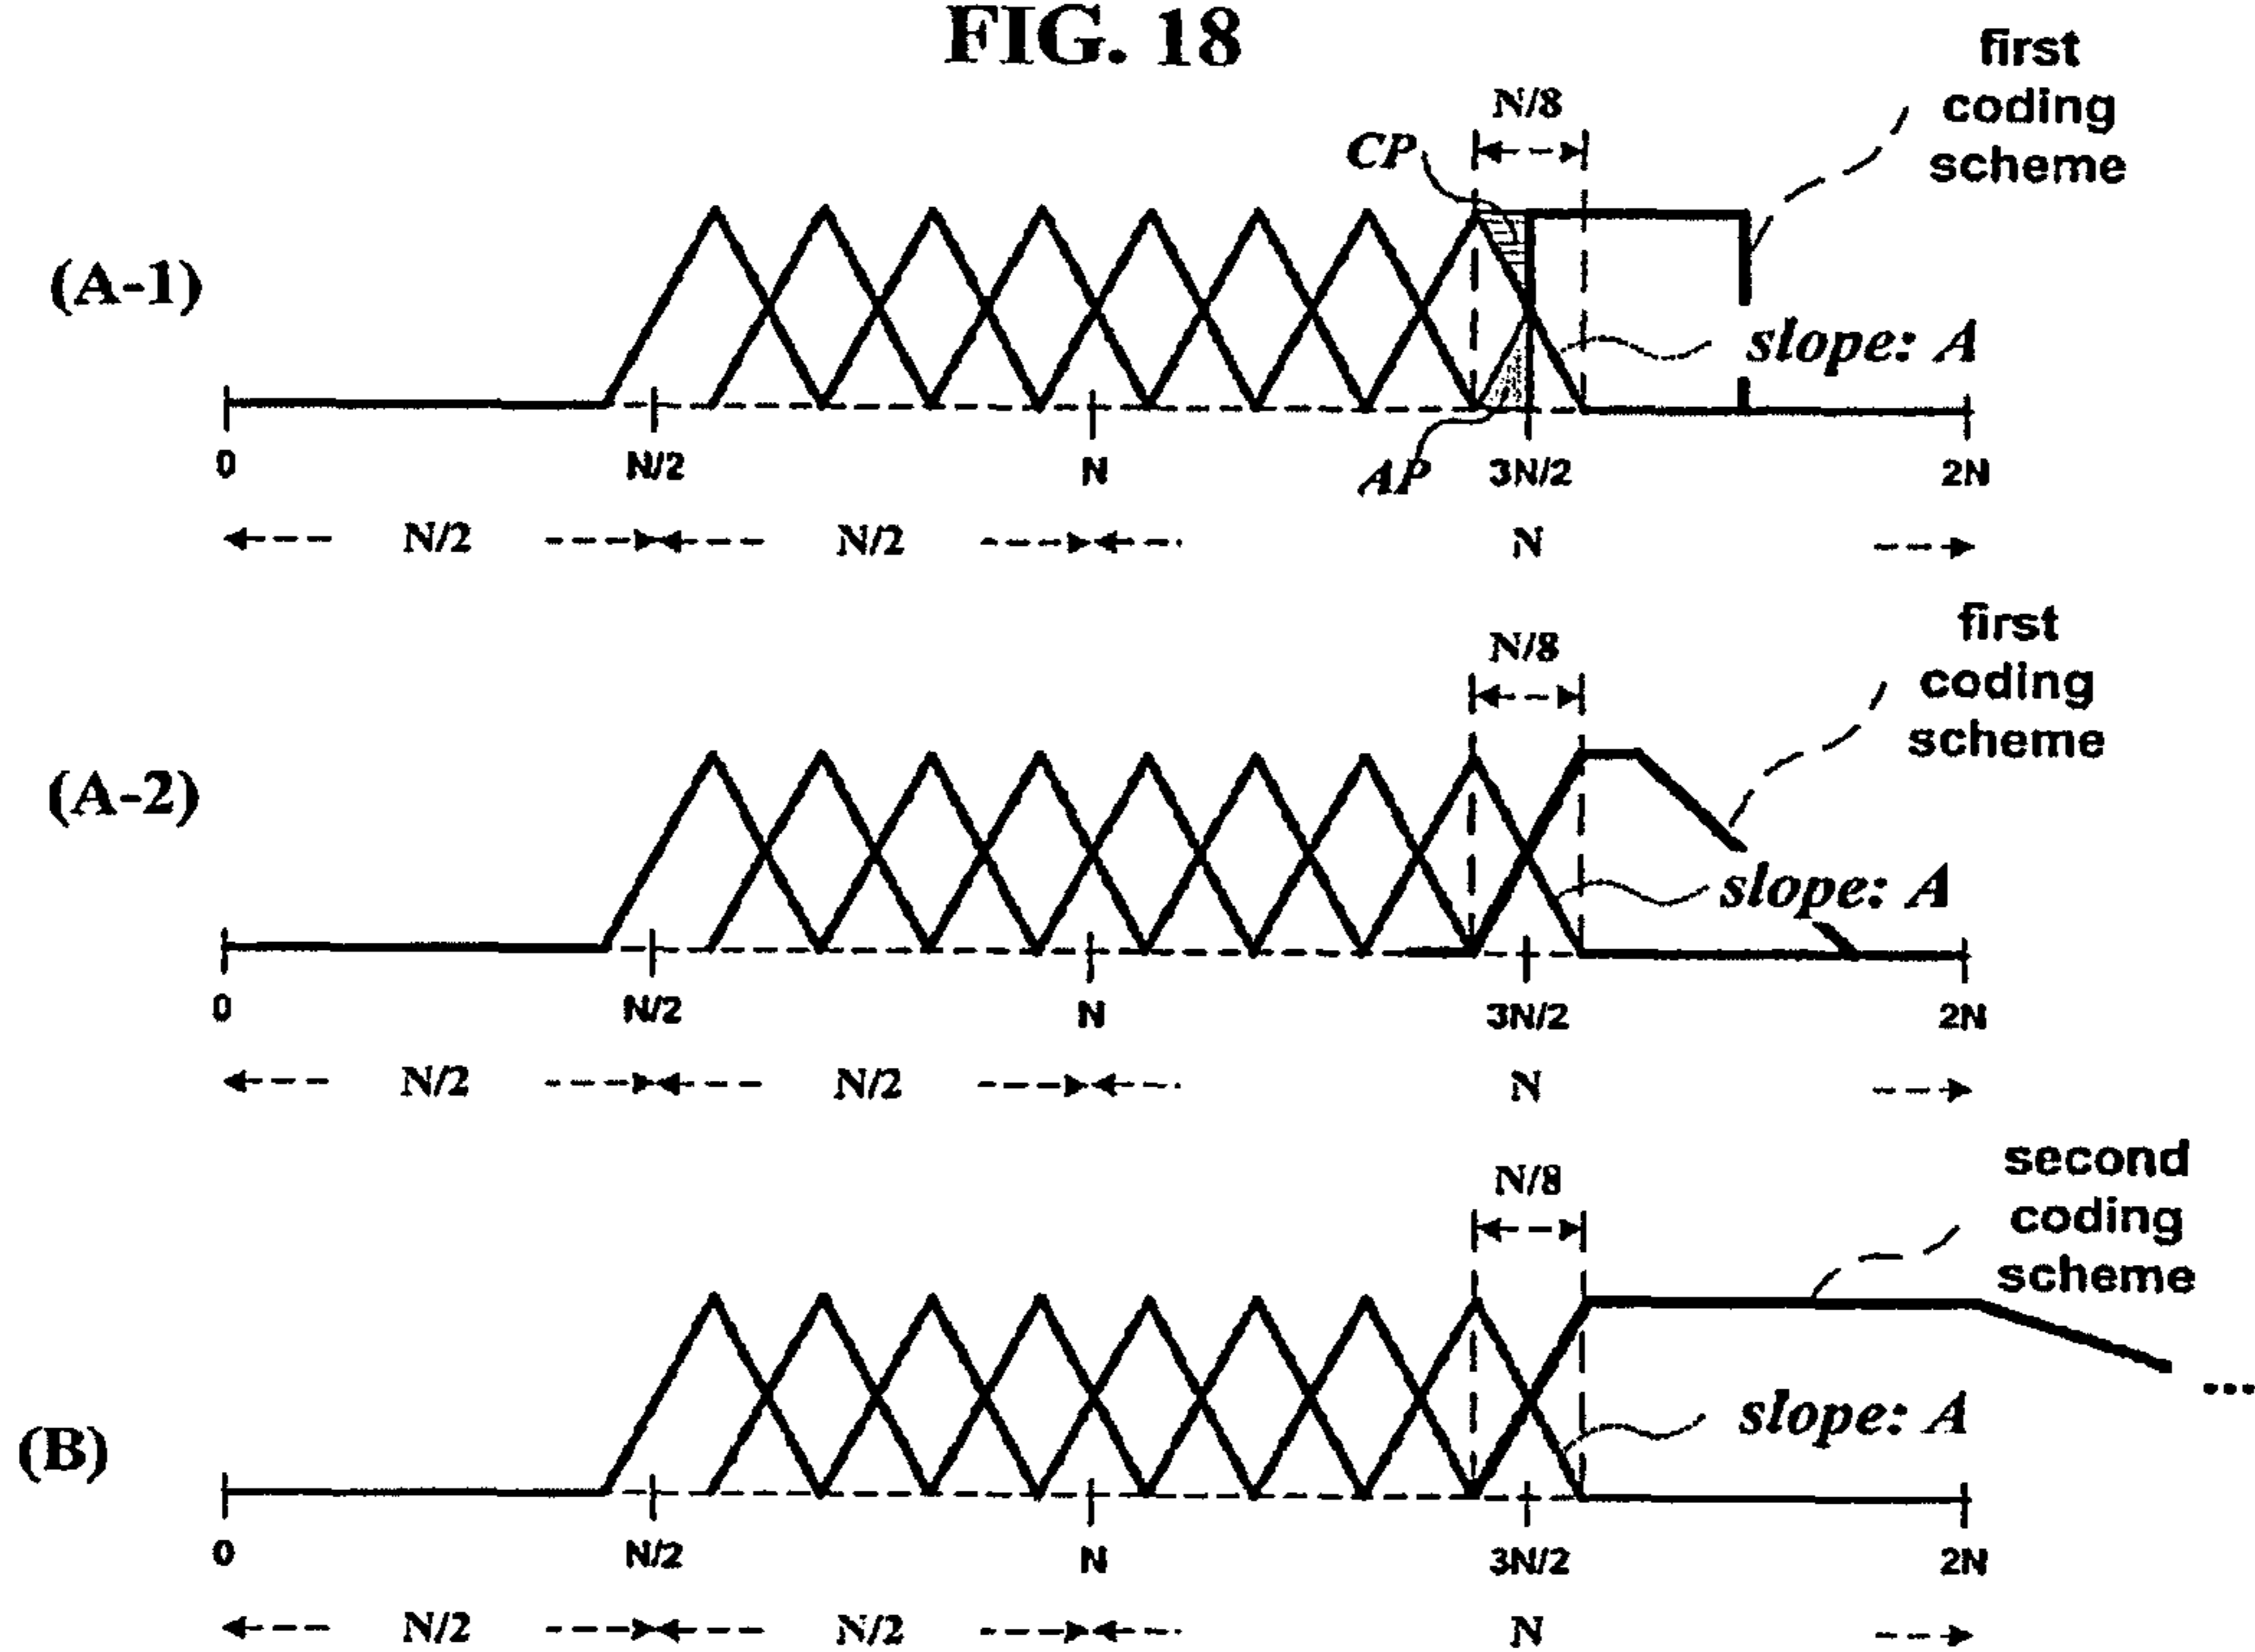 FIG. 18
first
coding
scheme
N/8
CP
(A-1)
slope: A
0
N/2
N
3N/2
2N
AP
N/2
N/2
N
first
coding
scheme
N/8
(A-2)
slope: A
0
N/2
N
3N/2
2N
N/2
N/2
N
second
coding
scheme
N/8
...
slope: A
(B)
0
N/2
N
3N/2
2N
N/2
N/2
N